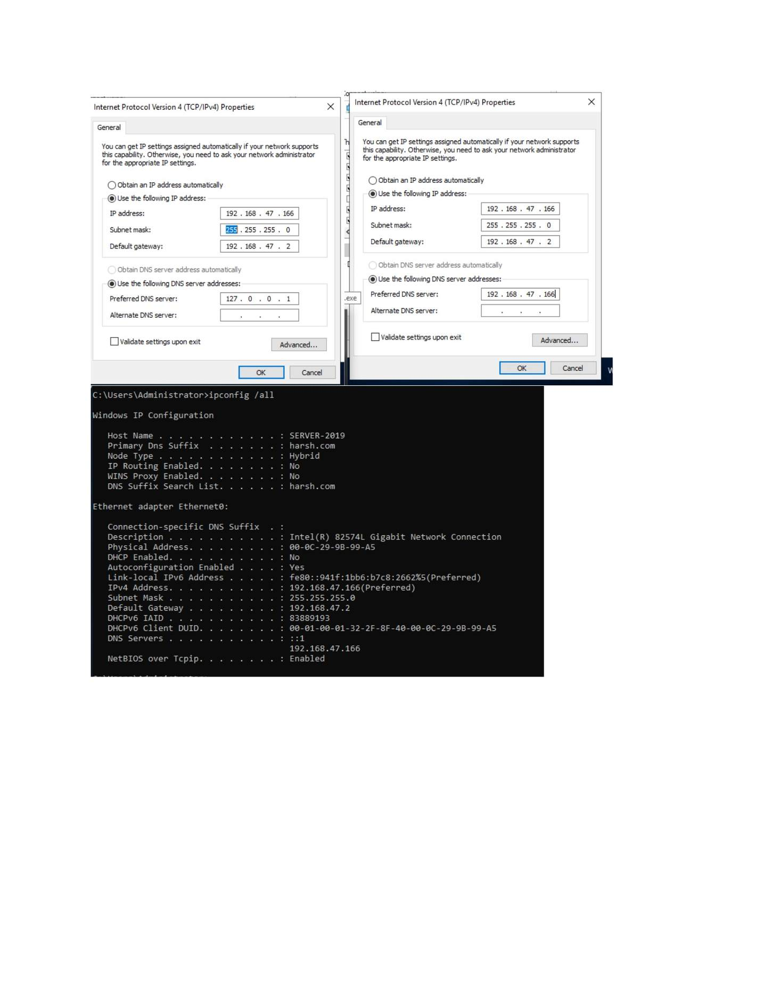 Internet Protocol Version 4 (TCP/IPv4) Properties
General
You can get IP settings assigned automatically if your network supports
this capability. Otherwise, you need to ask your network administrator
for the appropriate IP settings.
Obtain an IP address automatically
Use the following IP address:
IP address: 192 . 168 . 47 . 166
Subnet mask: 255 . 255 . 255 . 0
Default gateway: 192 . 168 . 47 . 2
Obtain DNS server address automatically
Use the following DNS server addresses:
Preferred DNS server: 127 . 0 . 0 . 1
Alternate DNS server: . . .
Validate settings upon exit
Advanced...
OK Cancel
.exe
Internet Protocol Version 4 (TCP/IPv4) Properties
General
You can get IP settings assigned automatically if your network supports
this capability. Otherwise, you need to ask your network administrator
for the appropriate IP settings.
Obtain an IP address automatically
Use the following IP address:
IP address: 192 . 168 . 47 . 166
Subnet mask: 255 . 255 . 255 . 0
Default gateway: 192 . 168 . 47 . 2
Obtain DNS server address automatically
Use the following DNS server addresses:
Preferred DNS server: 192 . 168 . 47 . 166
Alternate DNS server: . . .
Validate settings upon exit
Advanced...
OK Cancel
C:\Users\Administrator>ipconfig /all
Windows IP Configuration
Host Name . . . . . . . . . . . . : SERVER-2019
Primary Dns Suffix . . . . . . . : harsh.com
Node Type . . . . . . . . . . . . : Hybrid
IP Routing Enabled. . . . . . . . : No
WINS Proxy Enabled. . . . . . . . : No
DNS Suffix Search List. . . . . . : harsh.com
Ethernet adapter Ethernet0:
Connection-specific DNS Suffix . :
Description . . . . . . . . . . . : Intel(R) 82574L Gigabit Network Connection
Physical Address. . . . . . . . . : 00-0C-29-9B-99-A5
DHCP Enabled. . . . . . . . . . . : No
Autoconfiguration Enabled . . . . : Yes
Link-local IPv6 Address . . . . . : fe80::941f:1bb6:b7c8:2662%5(Preferred)
IPv4 Address. . . . . . . . . . . : 192.168.47.166(Preferred)
Subnet Mask . . . . . . . . . . . : 255.255.255.0
Default Gateway . . . . . . . . . : 192.168.47.2
DHCPv6 IAID . . . . . . . . . . . : 83889193
DHCPv6 Client DUID. . . . . . . . : 00-01-00-01-32-2F-8F-40-00-0C-29-9B-99-A5
DNS Servers . . . . . . . . . . . : ::1
192.168.47.166
NetBIOS over Tcpip. . . . . . . . : Enabled